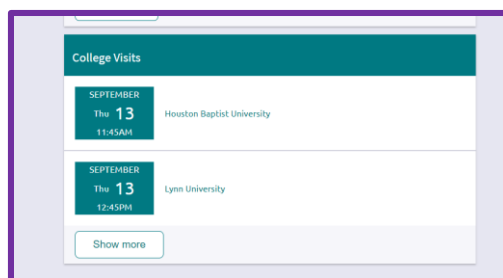 College Visits
SEPTEMBER
Thu 13
11:45AM
Houston Baptist University
SEPTEMBER
Thu 13
12:45PM
Lynn University
Show more